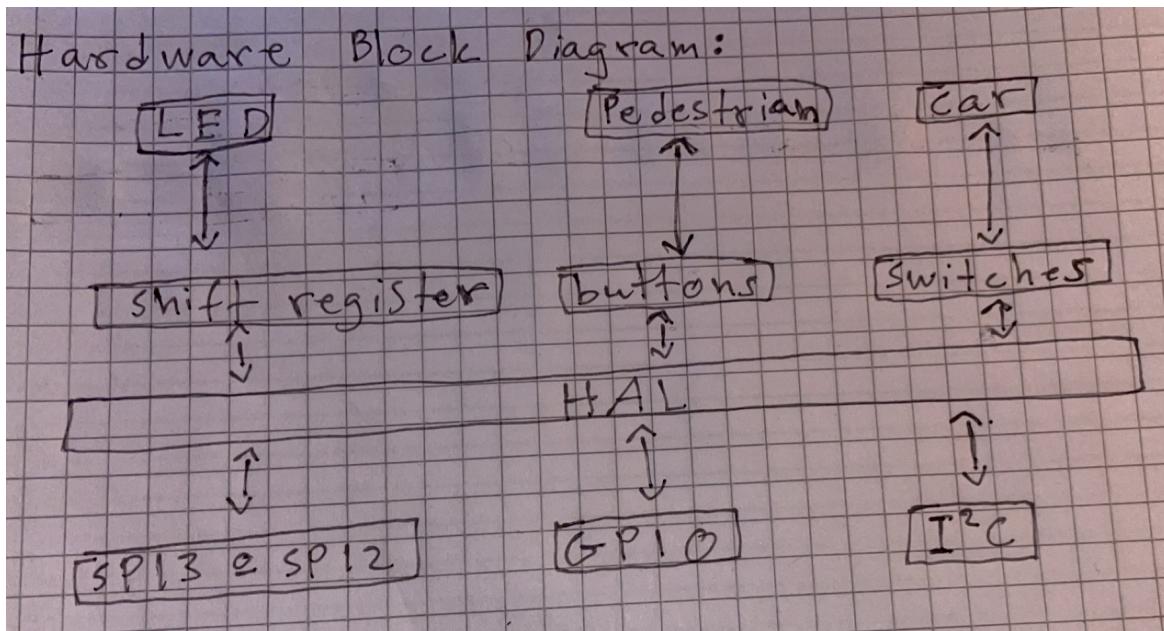 Hardware Block Diagram:
LED Pedestrian Car
shift register buttons switches
HAL
SPI3 & SPI2 GPIO I²C